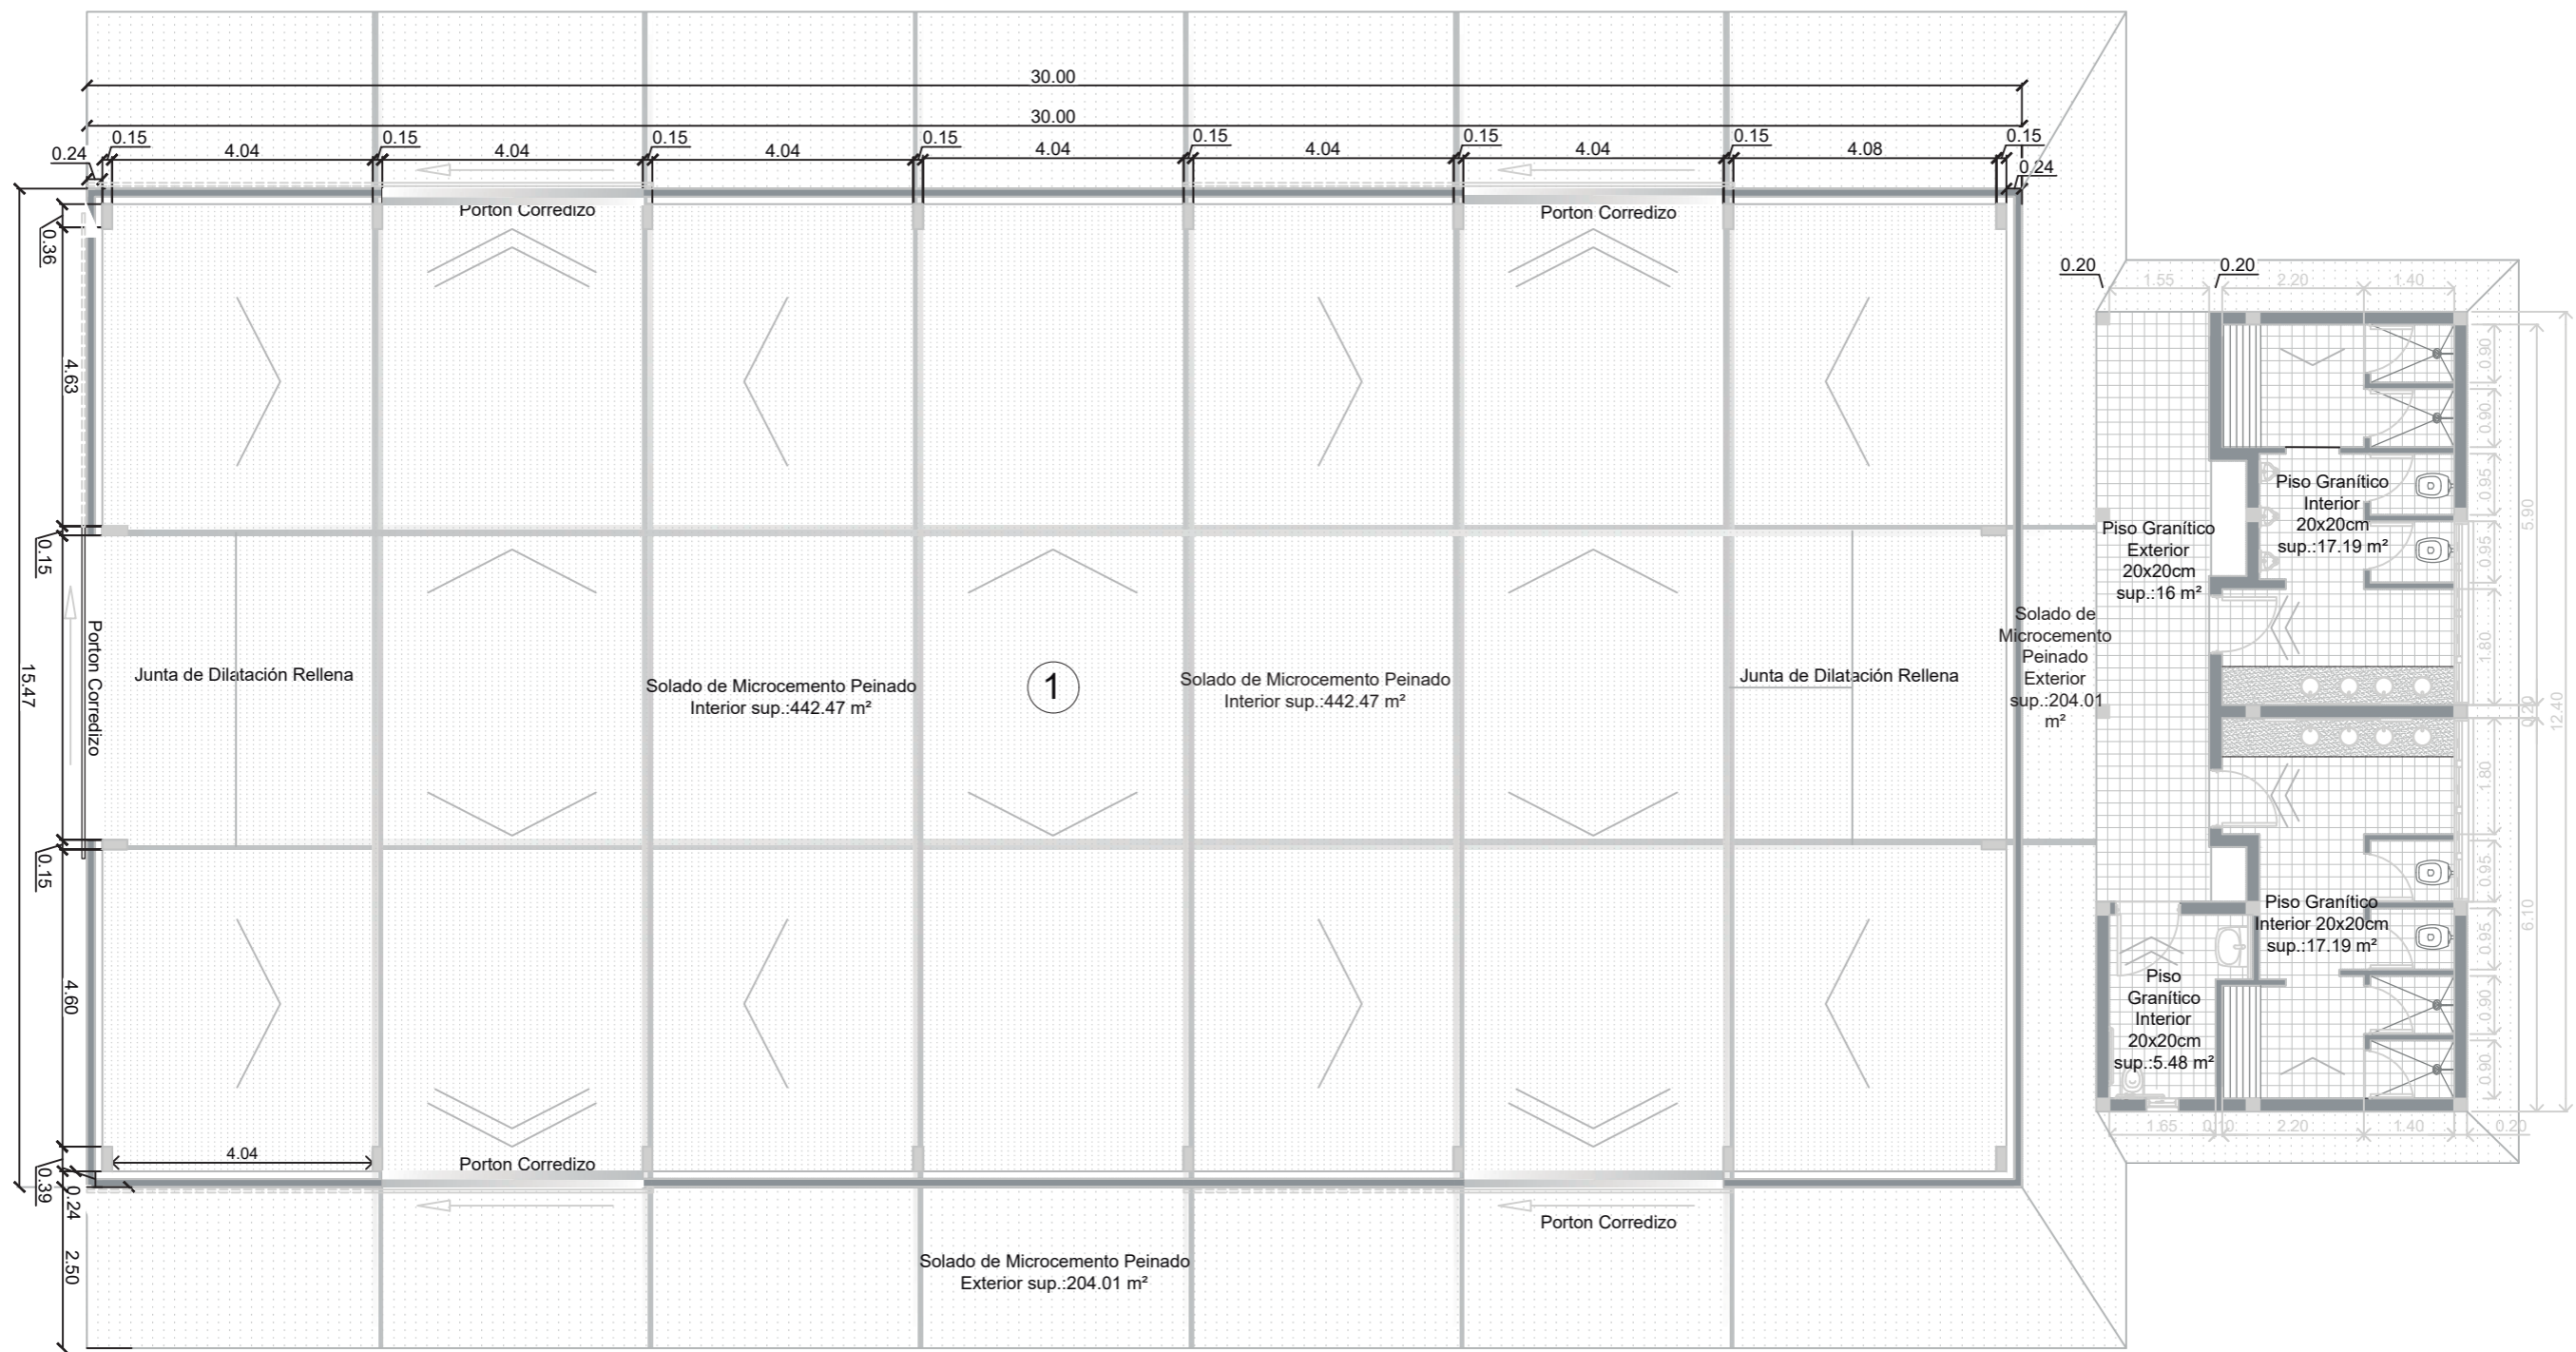 30.00
30.00
0.15
0.15
0.15
0.15
0.15
0.15
0.15
0.15
0.24
4.04
4.04
4.04
4.04
4.04
4.04
4.08
0.24
Porton Corredizo
Porton Corredizo
0.36
4.63
0.15
15.47
Porton Corredizo
0.15
4.60
0.39
0.24
2.50
Junta de Dilatación Rellena
Solado de Microcemento Peinado
Interior sup.:442.47 m²
1
Solado de Microcemento Peinado
Interior sup.:442.47 m²
Junta de Dilatación Rellena
Solado de
Microcemento
Peinado
Exterior
sup.:204.01
m²
4.04
Porton Corredizo
Porton Corredizo
Solado de Microcemento Peinado
Exterior sup.:204.01 m²
0.20
0.20
1.55
2.20
1.40
Piso Granítico
Exterior
20x20cm
sup.:16 m²
Piso Granítico
Interior
20x20cm
sup.:17.19 m²
Piso Granítico
Interior 20x20cm
sup.:17.19 m²
Piso
Granítico
Interior
20x20cm
sup.:5.48 m²
0.90
0.90
0.95
0.95
1.80
1.80
0.95
0.95
0.90
0.90
5.90
0.20
6.10
12.40
1.65
0.10
2.20
1.40
0.20